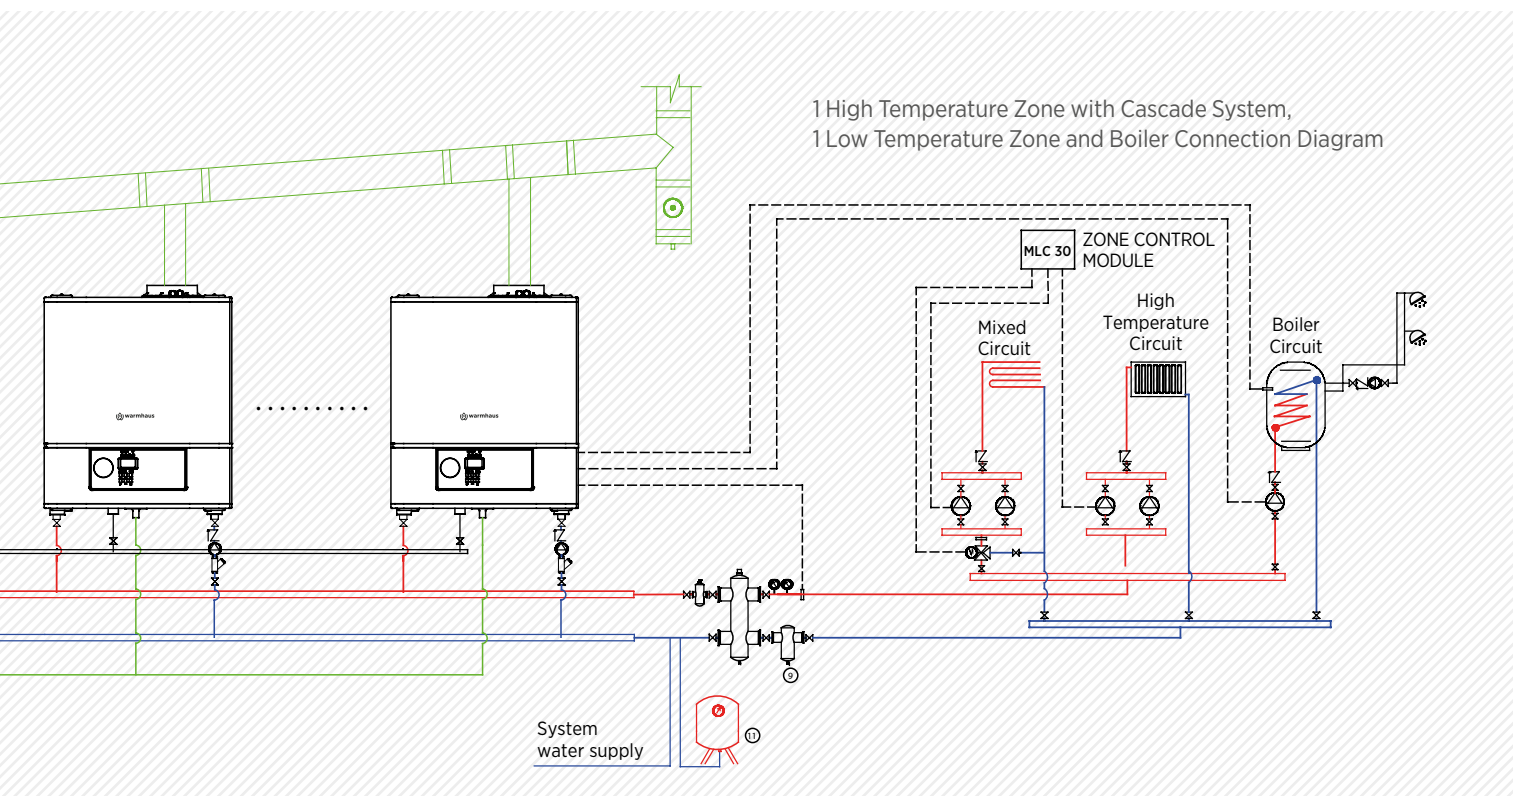 1 High Temperature Zone with Cascade System,
1 Low Temperature Zone and Boiler Connection Diagram
MLC 30
ZONE CONTROL
MODULE
Mixed
Circuit
High
Temperature
Circuit
Boiler
Circuit
warmhaus
warmhaus
9
System
water supply
11